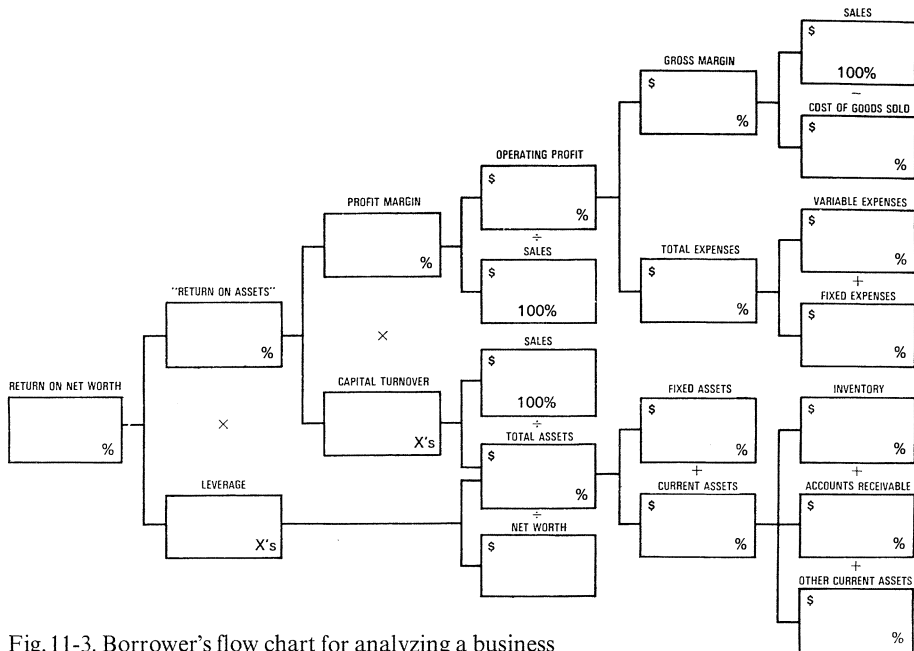 SALES
$
100%
−
GROSS MARGIN
$
%
COST OF GOODS SOLD
$
%
OPERATING PROFIT
$
%
÷
SALES
$
100%
PROFIT MARGIN
%
VARIABLE EXPENSES
$
%
+
TOTAL EXPENSES
$
%
FIXED EXPENSES
$
%
"RETURN ON ASSETS"
%
×
SALES
$
100%
÷
CAPITAL TURNOVER
X's
RETURN ON NET WORTH
%
×
FIXED ASSETS
$
%
+
INVENTORY
$
%
+
TOTAL ASSETS
$
%
÷
CURRENT ASSETS
$
%
ACCOUNTS RECEIVABLE
$
%
+
LEVERAGE
X's
NET WORTH
$
OTHER CURRENT ASSETS
$
%
Fig. 11-3. Borrower's flow chart for analyzing a business